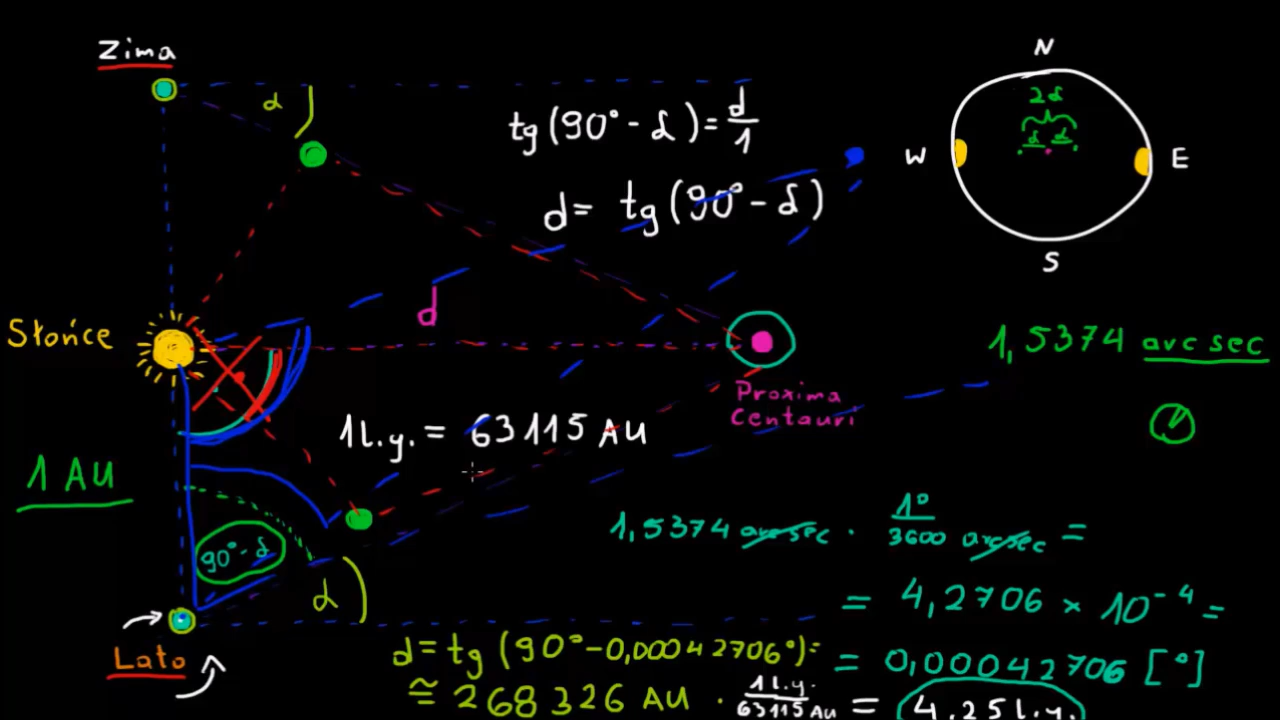 Zima
α
tg(90° - α) = d/1
d = tg(90° - α)
N
2α
α α
W
E
S
Słońce
d
1,5374 arc sec
Proxima
Centauri
1 l.y. = 63115 AU
1 AU
1,5374 arcsec · 1°/3600 arcsec =
90° - α
α
= 4,2706 × 10⁻⁴ =
Lato
d = tg (90° - 0,00042706°) =
= 0,00042706 [°]
≅ 268 326 AU · 1 l.y./63115 AU = 4.25 l.y.